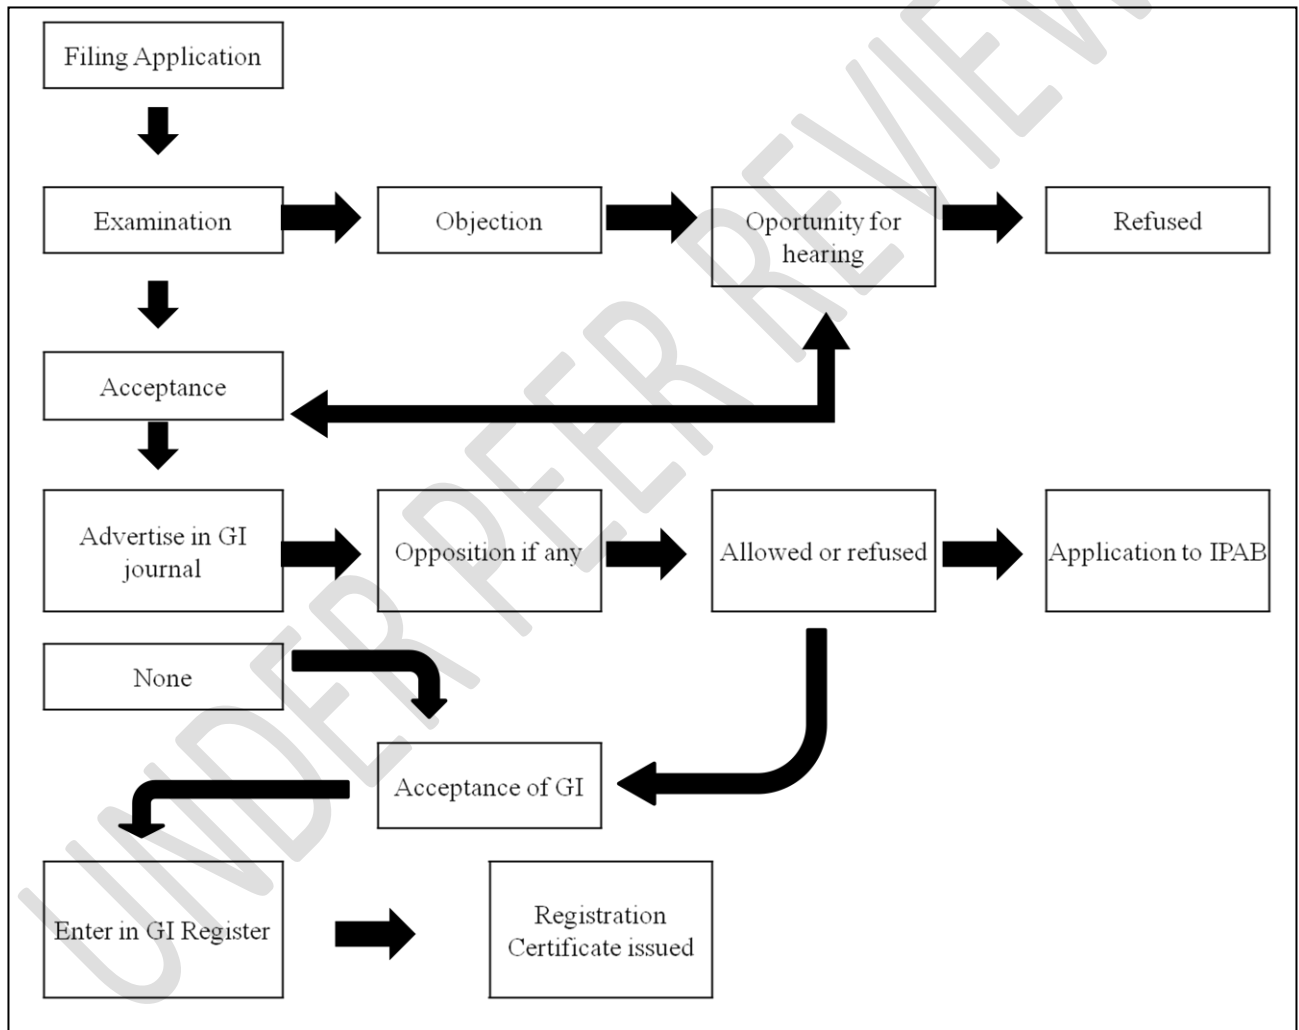 Filing Application
Examination
Objection
Oportunity for
hearing
Refused
Acceptance
Advertise in GI
journal
Opposition if any
Allowed or refused
Application to IPAB
None
Acceptance of GI
Enter in GI Register
Registration
Certificate issued
UNDER PEER REVIEW